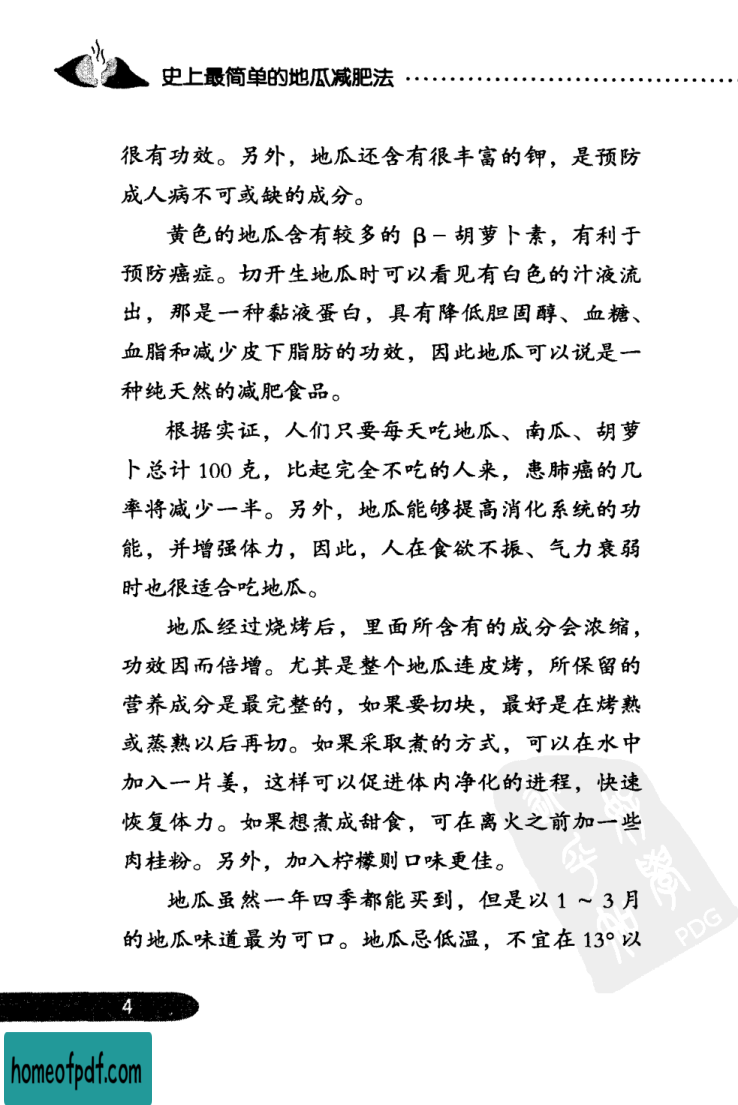 史上最简单的地瓜减肥法
很有功效。另外，地瓜还含有很丰富的钾，是预防
成人病不可或缺的成分。
黄色的地瓜含有较多的 β－胡萝卜素，有利于
预防癌症。切开生地瓜时可以看见有白色的汁液流
出，那是一种黏液蛋白，具有降低胆固醇、血糖、
血脂和减少皮下脂肪的功效，因此地瓜可以说是一
种纯天然的减肥食品。
根据实证，人们只要每天吃地瓜、南瓜、胡萝
卜总计 100 克，比起完全不吃的人来，患肺癌的几
率将减少一半。另外，地瓜能够提高消化系统的功
能，并增强体力，因此，人在食欲不振、气力衰弱
时也很适合吃地瓜。
地瓜经过烧烤后，里面所含有的成分会浓缩，
功效因而倍增。尤其是整个地瓜连皮烤，所保留的
营养成分是最完整的，如果要切块，最好是在烤熟
或蒸熟以后再切。如果采取煮的方式，可以在水中
加入一片姜，这样可以促进体内净化的进程，快速
恢复体力。如果想煮成甜食，可在离火之前加一些
肉桂粉。另外，加入柠檬则口味更佳。
地瓜虽然一年四季都能买到，但是以 1 ~ 3 月
的地瓜味道最为可口。地瓜忌低温，不宜在 13° 以
PDG
4
homeofpdf.com